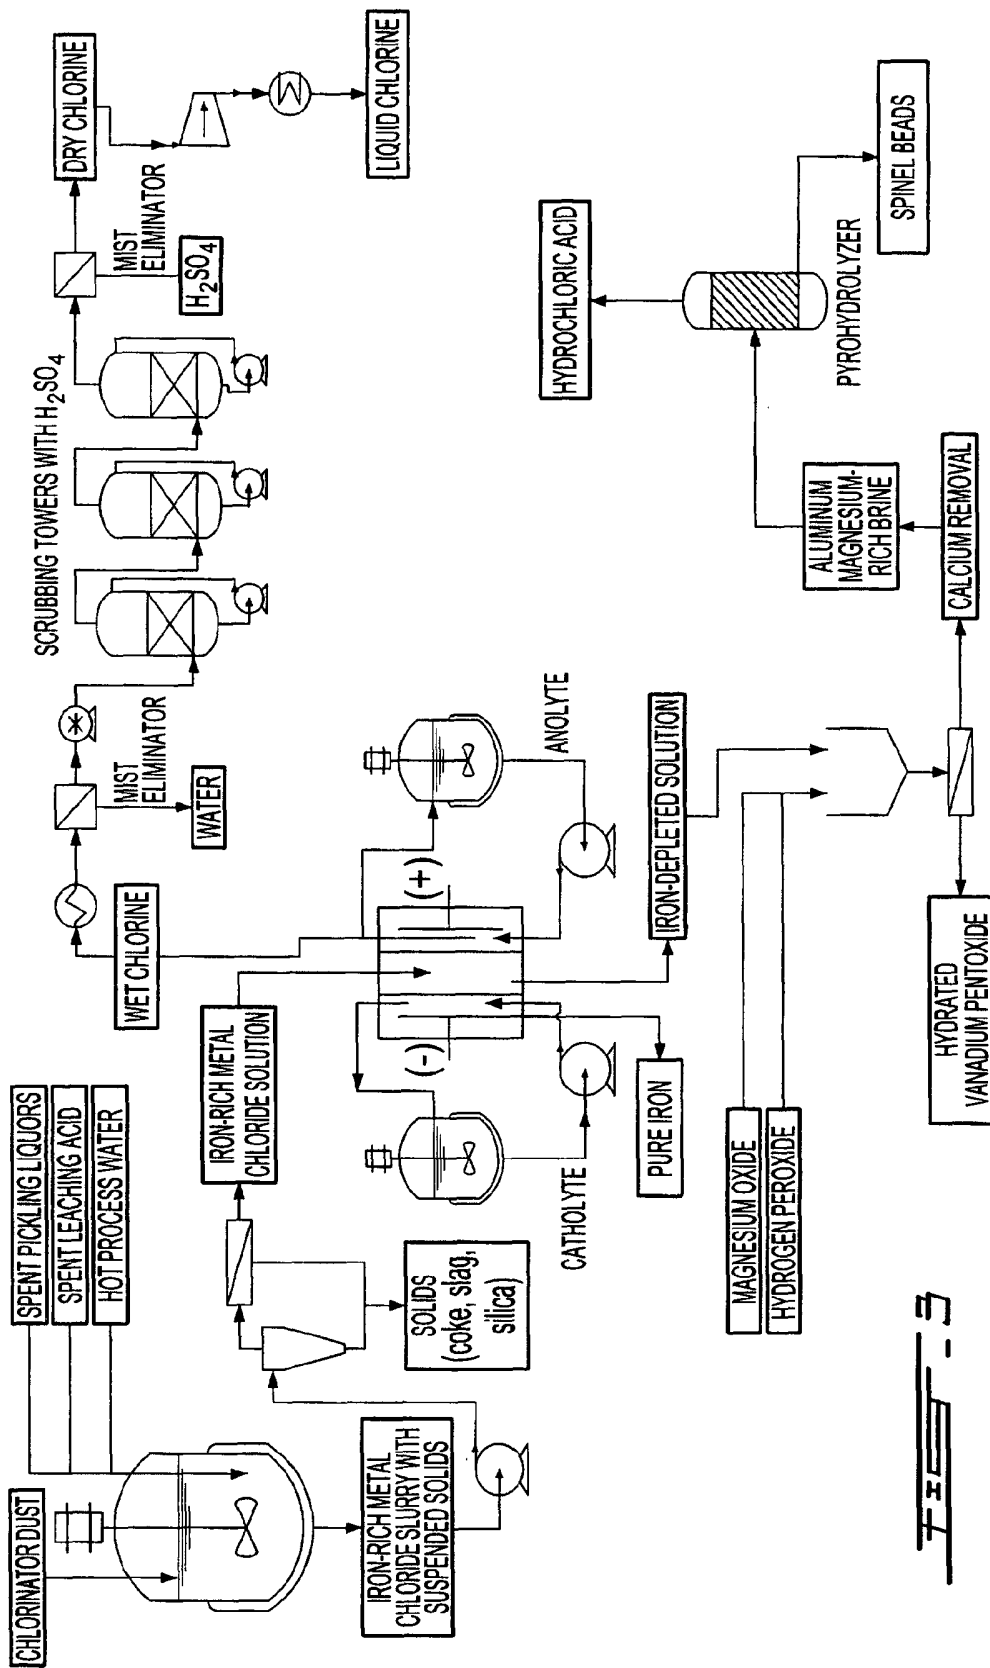 CHLORINATOR DUST
SPENT PICKLING LIQUORS
SPENT LEACHING ACID
HOT PROCESS WATER
IRON-RICH METAL
CHLORIDE SLURRY WITH
SUSPENDED SOLIDS
SOLIDS
(coke, slag,
silica)
IRON-RICH METAL
CHLORIDE SOLUTION
WET CHLORINE
MIST
ELIMINATOR
WATER
SCRUBBING TOWERS WITH H2SO4
MIST
ELIMINATOR
H2SO4
DRY CHLORINE
LIQUID CHLORINE
(-)
(+)
CATHOLYTE
ANOLYTE
PURE IRON
IRON-DEPLETED SOLUTION
MAGNESIUM OXIDE
HYDROGEN PEROXIDE
HYDRATED
VANADIUM PENTOXIDE
CALCIUM REMOVAL
ALUMINUM
MAGNESIUM-
RICH BRINE
PYROHYDROLYZER
HYDROCHLORIC ACID
SPINEL BEADS
FIG - 3